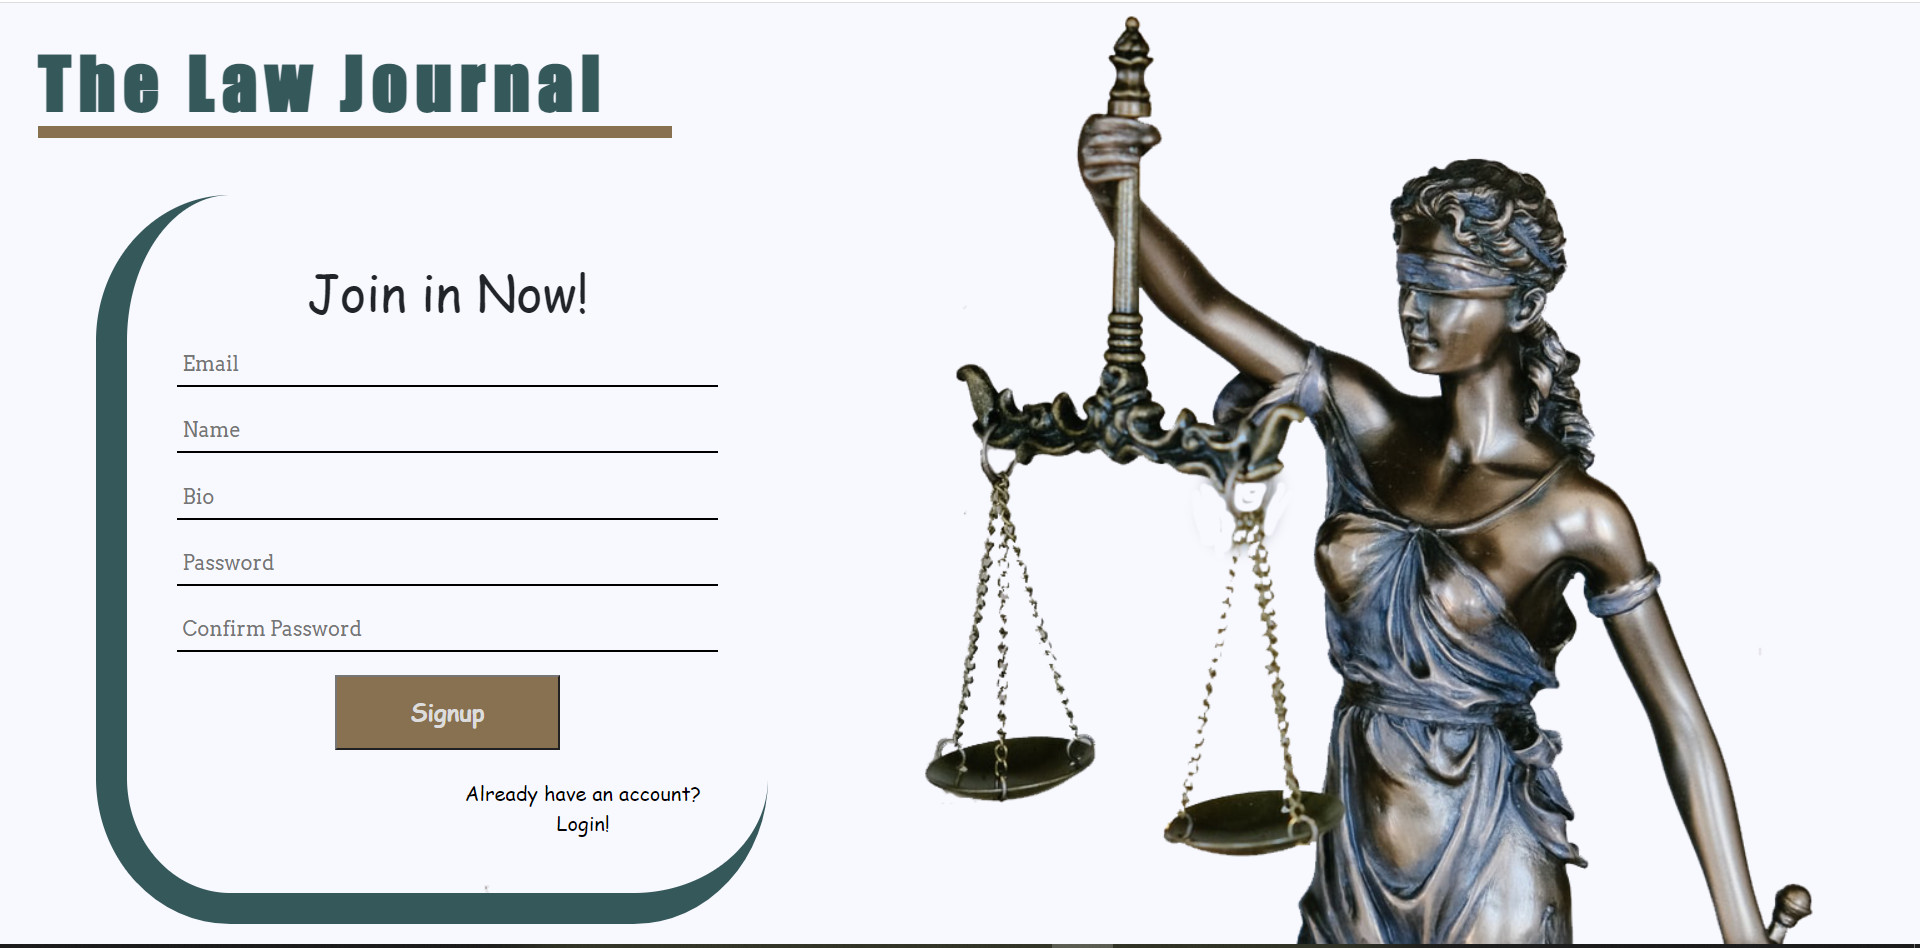 The Law Journal
Join in Now!
Email
Name
Bio
Password
Confirm Password
Signup
Already have an account?
Login!